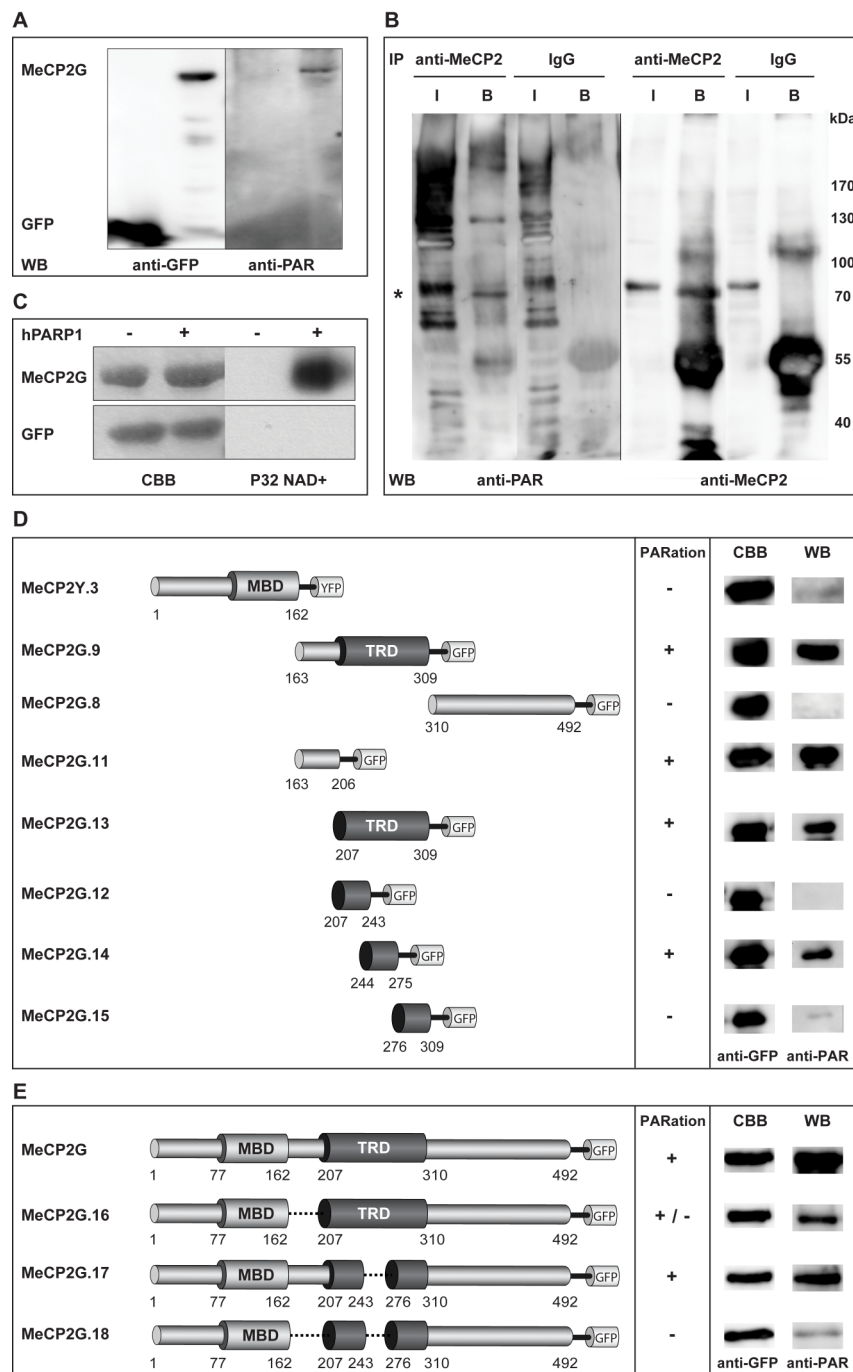 A
MeCP2G
GFP
WB anti-GFP anti-PAR
B
IP anti-MeCP2 IgG anti-MeCP2 IgG
I B I B I B I B
kDa
170
130
100
* 70
55
40
WB anti-PAR anti-MeCP2
C
hPARP1 - + - +
MeCP2G
GFP
CBB P32 NAD+
D
PARation CBB WB
MeCP2Y.3 MBD YFP -
1 162
MeCP2G.9 TRD GFP +
163 309
MeCP2G.8 GFP -
310 492
MeCP2G.11 GFP +
163 206
MeCP2G.13 TRD GFP +
207 309
MeCP2G.12 GFP -
207 243
MeCP2G.14 GFP +
244 275
MeCP2G.15 GFP -
276 309
anti-GFP anti-PAR
E
PARation CBB WB
MeCP2G MBD TRD GFP +
1 77 162 207 310 492
MeCP2G.16 MBD TRD GFP + / -
1 77 162 207 310 492
MeCP2G.17 MBD GFP +
1 77 162 207 243 276 310 492
MeCP2G.18 MBD GFP -
1 77 162 207 243 276 310 492
anti-GFP anti-PAR